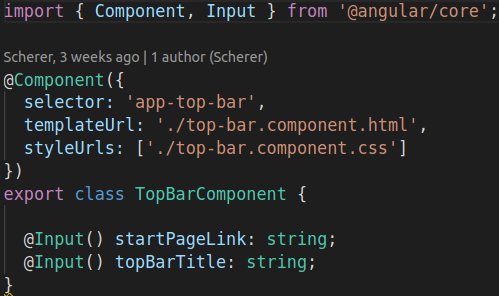 import { Component, Input } from '@angular/core';
Scherer, 3 weeks ago | 1 author (Scherer)
@Component({
  selector: 'app-top-bar',
  templateUrl: './top-bar.component.html',
  styleUrls: ['./top-bar.component.css']
})
export class TopBarComponent {
  @Input() startPageLink: string;
  @Input() topBarTitle: string;
}